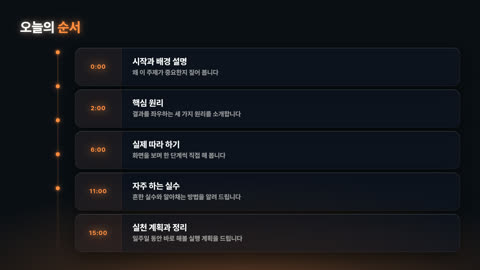 오늘의 순서
0:00
시작과 배경 설명
왜 이 주제가 중요한지 짚어 봅니다
2:00
핵심 원리
결과를 좌우하는 세 가지 원리를 소개합니다
6:00
실제 따라 하기
화면을 보며 한 단계씩 직접 해 봅니다
11:00
자주 하는 실수
흔한 실수와 알아채는 방법을 알려 드립니다
15:00
실천 계획과 정리
일주일 동안 바로 해볼 실행 계획을 드립니다